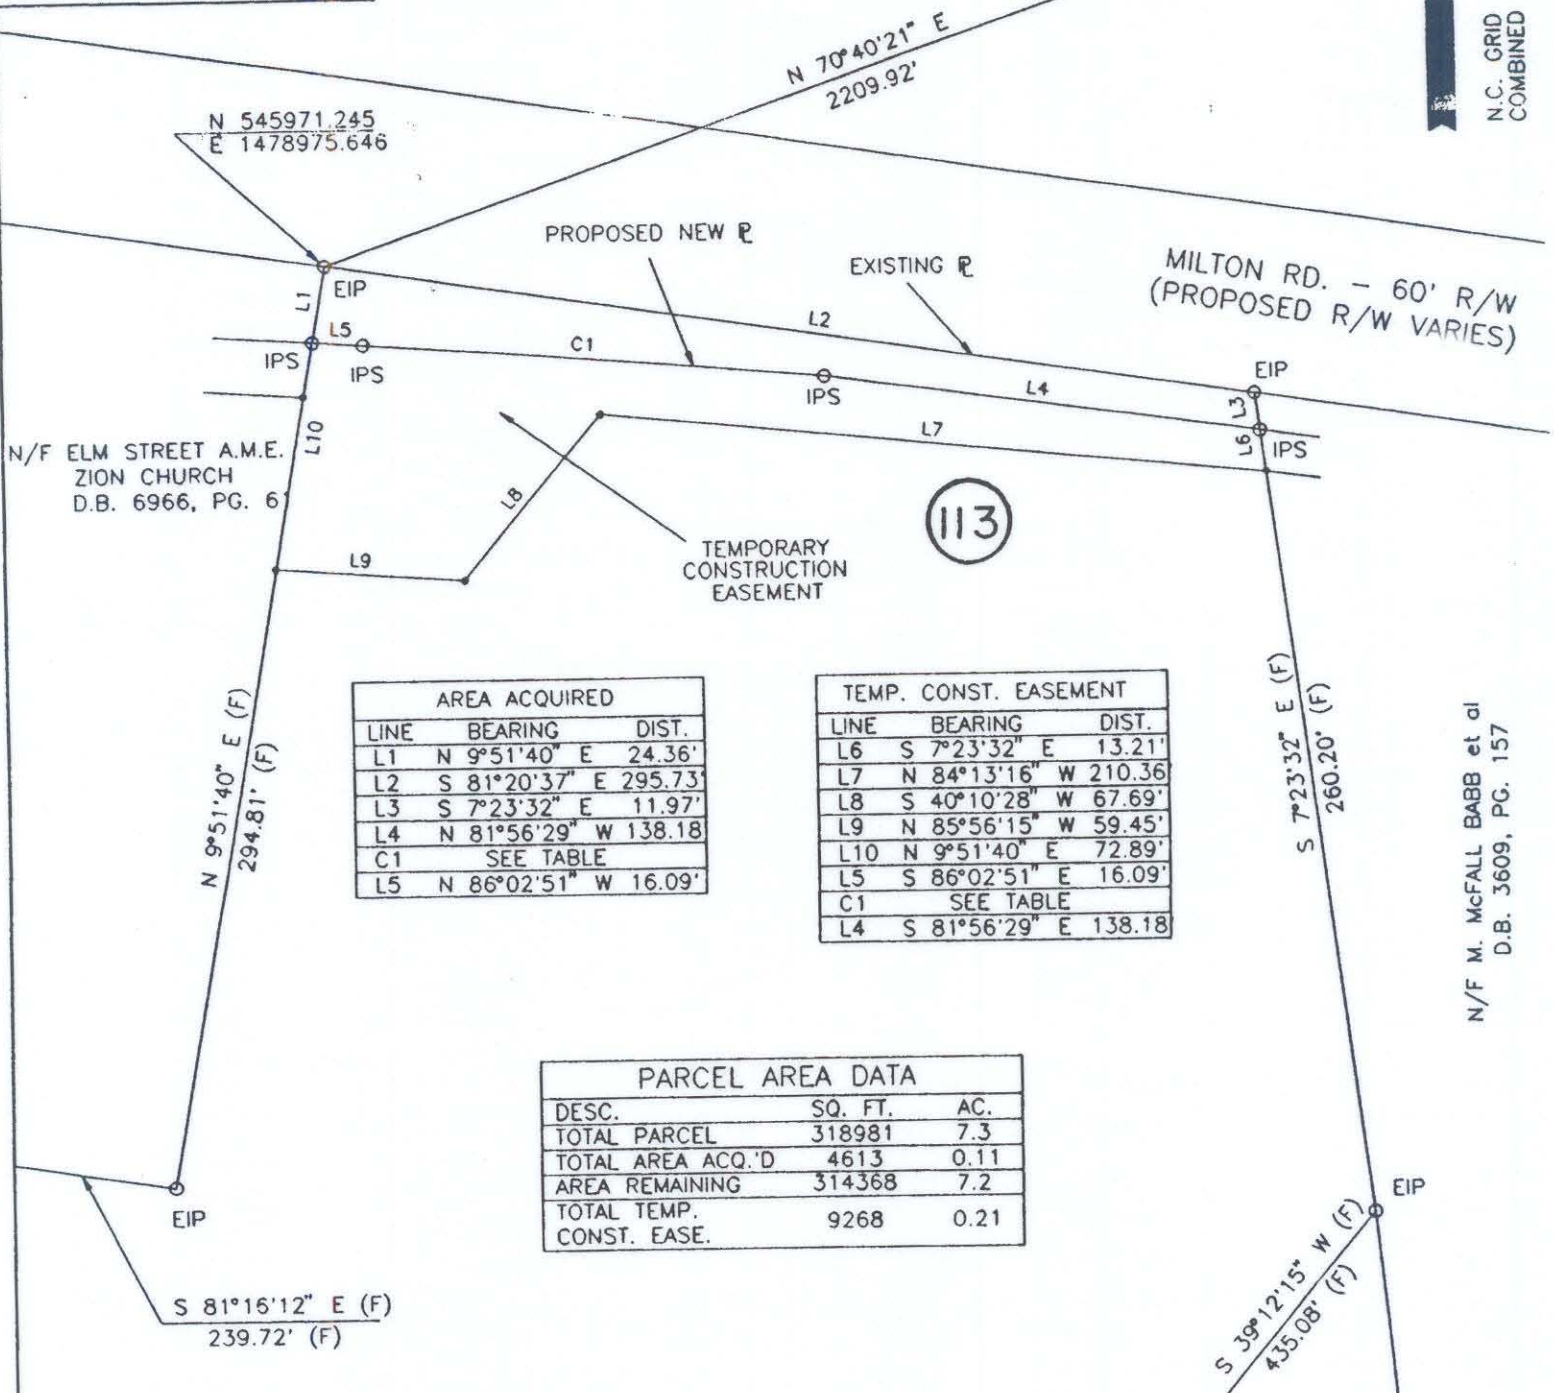 N 70°40'21" E
2209.92'
N.C. GRID
COMBINED
N 545971.245
E 1478975.646
PROPOSED NEW PL
EXISTING PL
MILTON RD. – 60' R/W
(PROPOSED R/W VARIES)
L1
EIP
L2
L5
C1
IPS
IPS
IPS
L4
EIP
L3
L6
IPS
L7
L10
N/F ELM STREET A.M.E.
ZION CHURCH
D.B. 6966, PG. 61
L8
L9
113
TEMPORARY
CONSTRUCTION
EASEMENT
N 9°51'40" E (F)
294.81' (F)
AREA ACQUIRED
LINE BEARING DIST.
L1 N 9°51'40" E 24.36'
L2 S 81°20'37" E 295.73'
L3 S 7°23'32" E 11.97'
L4 N 81°56'29" W 138.18
C1 SEE TABLE
L5 N 86°02'51" W 16.09'
TEMP. CONST. EASEMENT
LINE BEARING DIST.
L6 S 7°23'32" E 13.21'
L7 N 84°13'16" W 210.36
L8 S 40°10'28" W 67.69'
L9 N 85°56'15" W 59.45'
L10 N 9°51'40" E 72.89'
L5 S 86°02'51" E 16.09'
C1 SEE TABLE
L4 S 81°56'29" E 138.18
S 7°23'32" E (F)
260.20' (F)
N/F M. McFALL BABB et al
D.B. 3609, PG. 157
PARCEL AREA DATA
DESC. SQ. FT. AC.
TOTAL PARCEL 318981 7.3
TOTAL AREA ACQ.'D 4613 0.11
AREA REMAINING 314368 7.2
TOTAL TEMP.
CONST. EASE. 9268 0.21
EIP
S 81°16'12" E (F)
239.72' (F)
EIP
S 39°12'15" W (F)
435.08' (F)